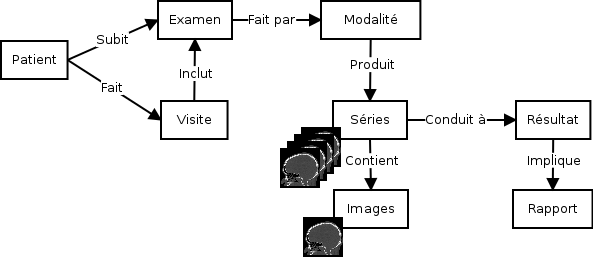 Examen
Fait par
Modalité
Subit
Patient
Produit
Inclut
Fait
Visite
Séries
Conduit à
Résultat
Contient
Implique
Images
Rapport